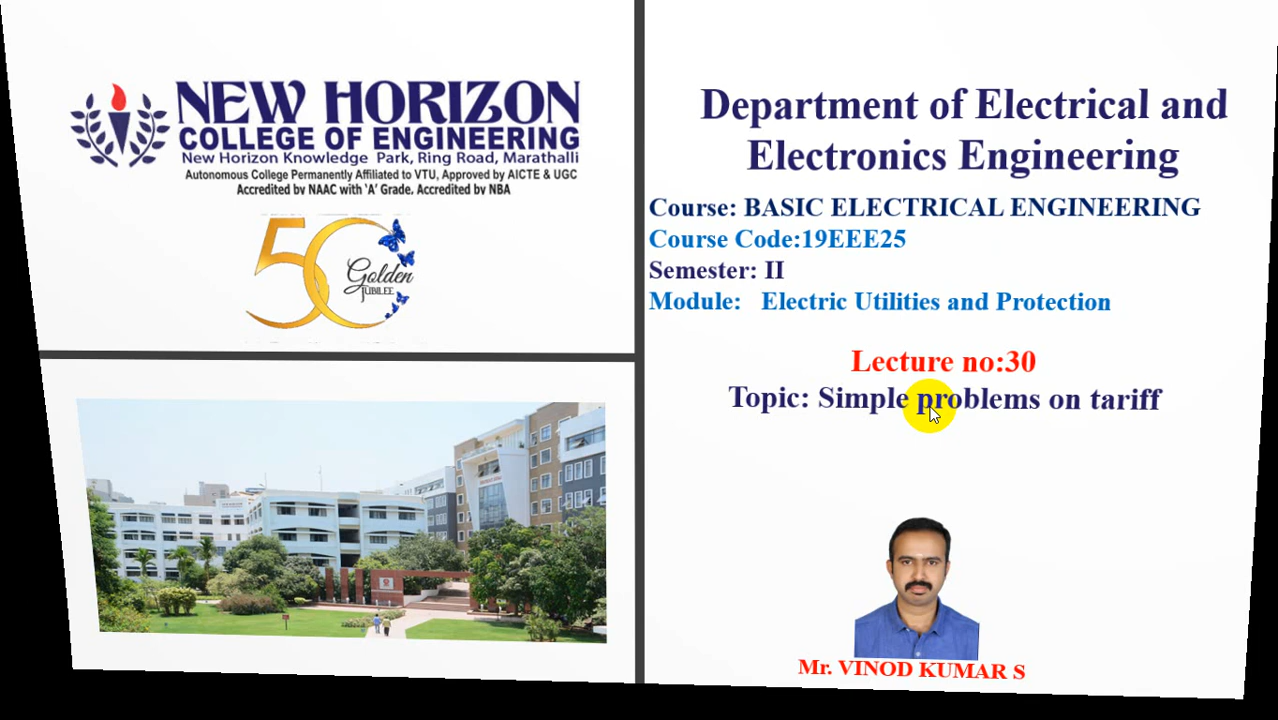 NEW HORIZON
COLLEGE OF ENGINEERING
New Horizon Knowledge Park, Ring Road, Marathalli
Autonomous College Permanently Affiliated to VTU, Approved by AICTE & UGC
Accredited by NAAC with 'A' Grade. Accredited by NBA
50
Golden
JUBILEE
Department of Electrical and
Electronics Engineering
Course: BASIC ELECTRICAL ENGINEERING
Course Code:19EEE25
Semester: II
Module: Electric Utilities and Protection
Lecture no:30
Topic: Simple problems on tariff
Mr. VINOD KUMAR S